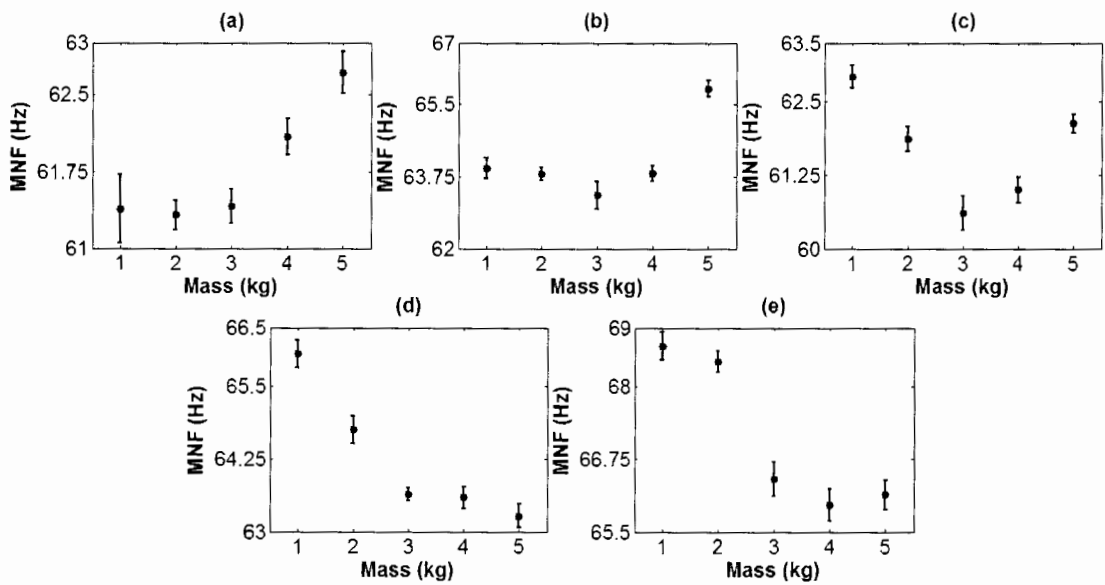 (a)
63
62.5
61.75
61
MNF (Hz)
1 2 3 4 5
Mass (kg)
(b)
67
65.5
63.75
62
MNF (Hz)
1 2 3 4 5
Mass (kg)
(c)
63.5
62.5
61.25
60
MNF (Hz)
1 2 3 4 5
Mass (kg)
(d)
66.5
65.5
64.25
63
MNF (Hz)
1 2 3 4 5
Mass (kg)
(e)
69
68
66.75
65.5
MNF (Hz)
1 2 3 4 5
Mass (kg)